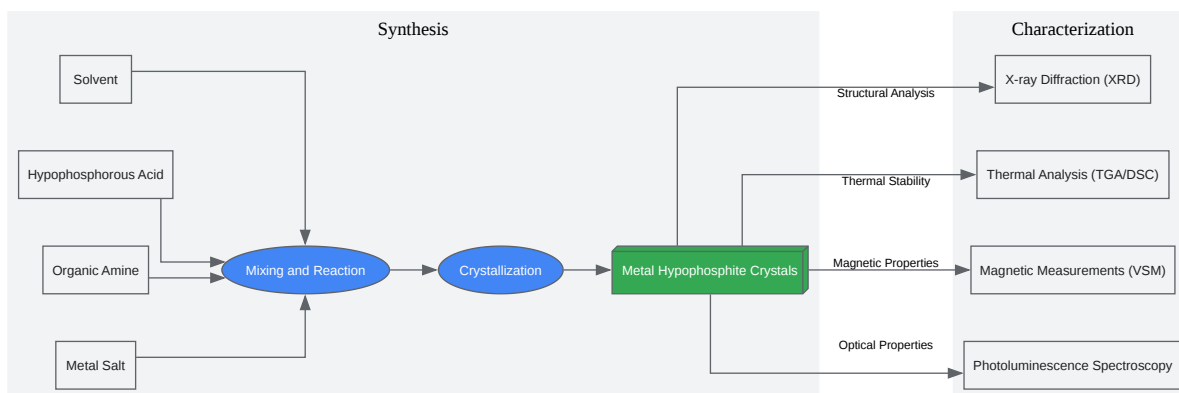 Synthesis
Characterization
Solvent
X-ray Diffraction (XRD)
Structural Analysis
Hypophosphorous Acid
Thermal Analysis (TGA/DSC)
Thermal Stability
Organic Amine
Mixing and Reaction
Crystallization
Metal Hypophosphite Crystals
Magnetic Properties
Magnetic Measurements (VSM)
Optical Properties
Metal Salt
Photoluminescence Spectroscopy